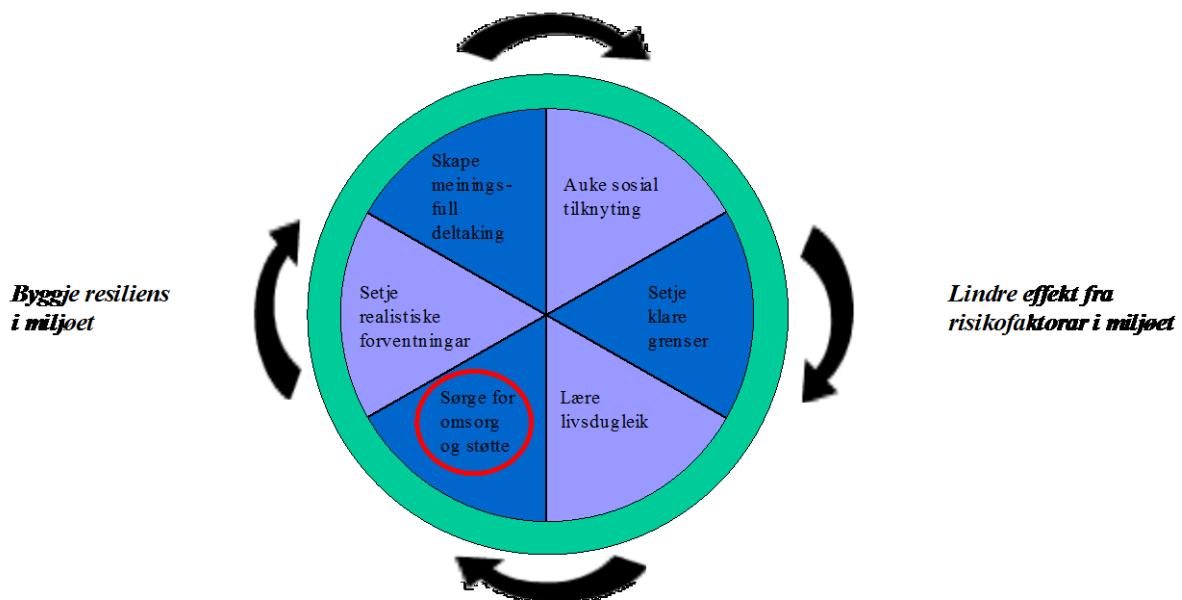 Skape
meinings-
full
deltaking
Auke sosial
tilknyting
Byggje resiliens
i miljøet
Setje
realistiske
forventningar
Setje
klare
grenser
Lindre effekt fra
risikofaktorar i miljøet
Sørge for
omsorg
og støtte
Lære
livsdugleik